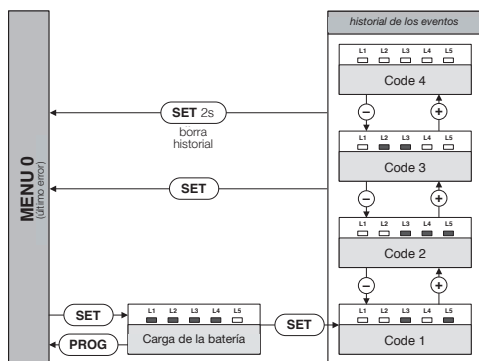 historial de los eventos
L1 L2 L3 L4 L5
Code 4
SET 2s
borra
historial
L1 L2 L3 L4 L5
Code 3
SET
MENU 0
(último error)
L1 L2 L3 L4 L5
Code 2
SET
PROG
L1 L2 L3 L4 L5
Carga de la batería
SET
L1 L2 L3 L4 L5
Code 1